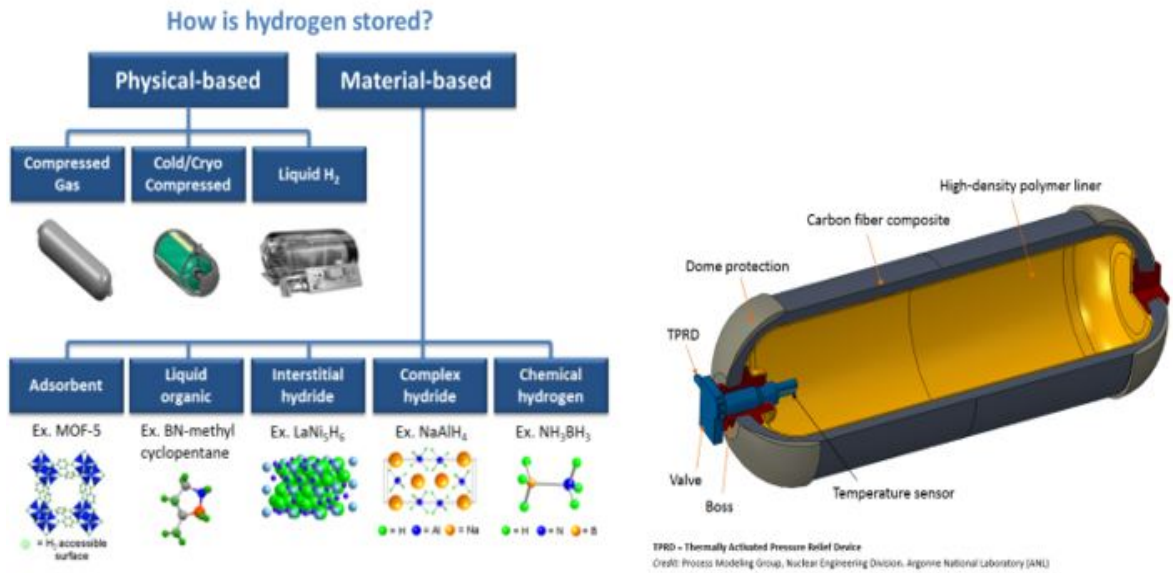 How is hydrogen stored?
Physical-based
Material-based
Compressed
Gas
Cold/Cryo
Compressed
Liquid H₂
Adsorbent
Liquid
organic
Interstitial
hydride
Complex
hydride
Chemical
hydrogen
Ex. MOF-5
Ex. BN-methyl
cyclopentane
Ex. LaNi₅H₆
Ex. NaAlH₄
Ex. NH₃BH₃
= H₂ accessible
surface
= H = Al = Na
= H = N = B
High-density polymer liner
Carbon fiber composite
Dome protection
TPRD
Valve
Boss
Temperature sensor
TPRD = Thermally Activated Pressure Relief Device
Credit: Process Modeling Group, Nuclear Engineering Division. Argonne National Laboratory (ANL)